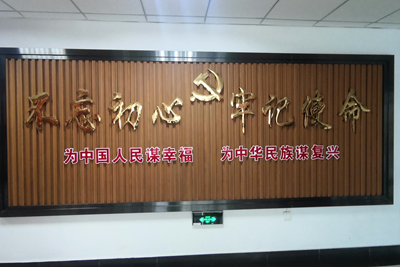 不忘初心 牢记使命
为中国人民谋幸福 为中华民族谋复兴